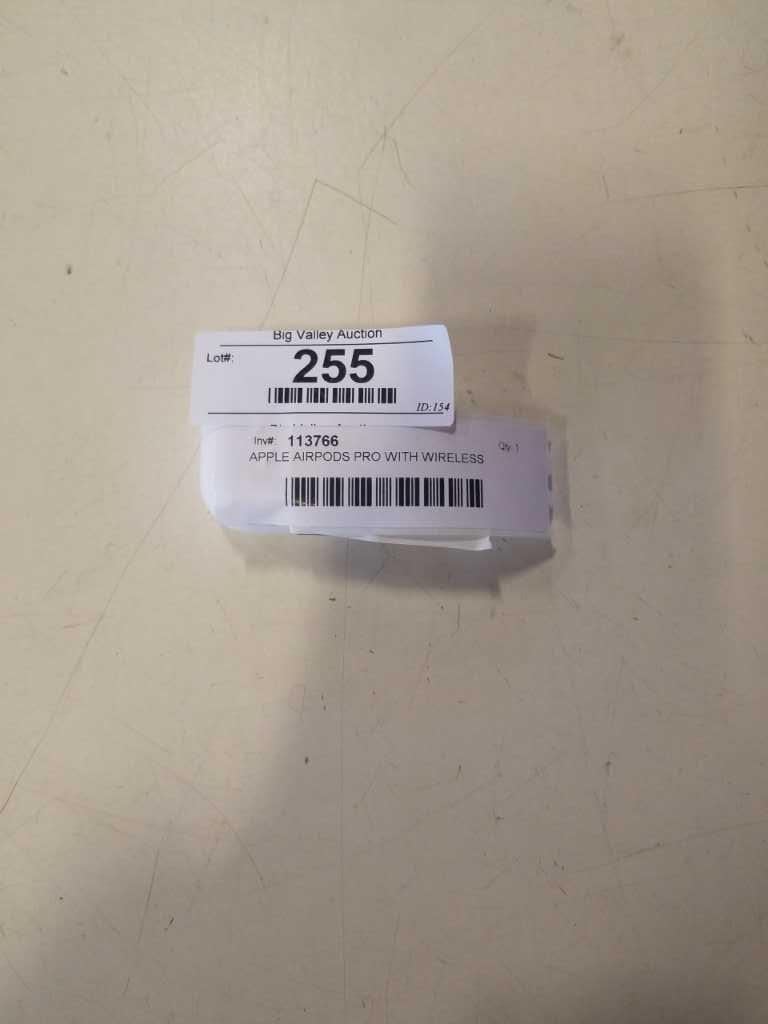 Big Valley Auction
Lot#: 255
ID:154
Inv#: 113766 Qty: 1
APPLE AIRPODS PRO WITH WIRELESS